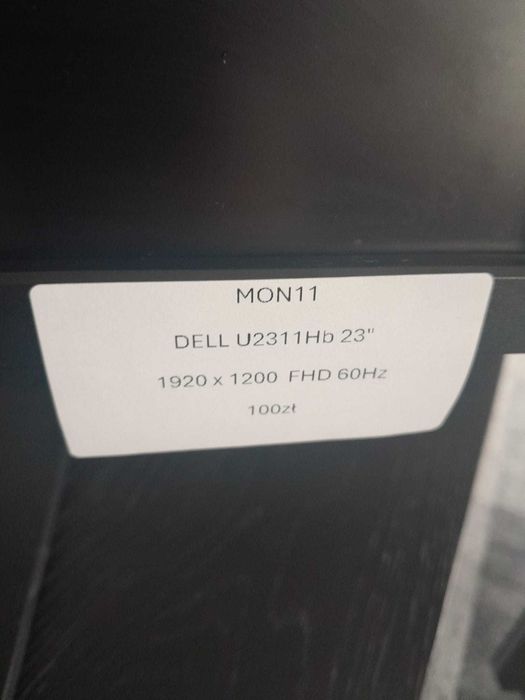 MON11
DELL U2311Hb 23"
1920 x 1200 FHD 60Hz
100zł